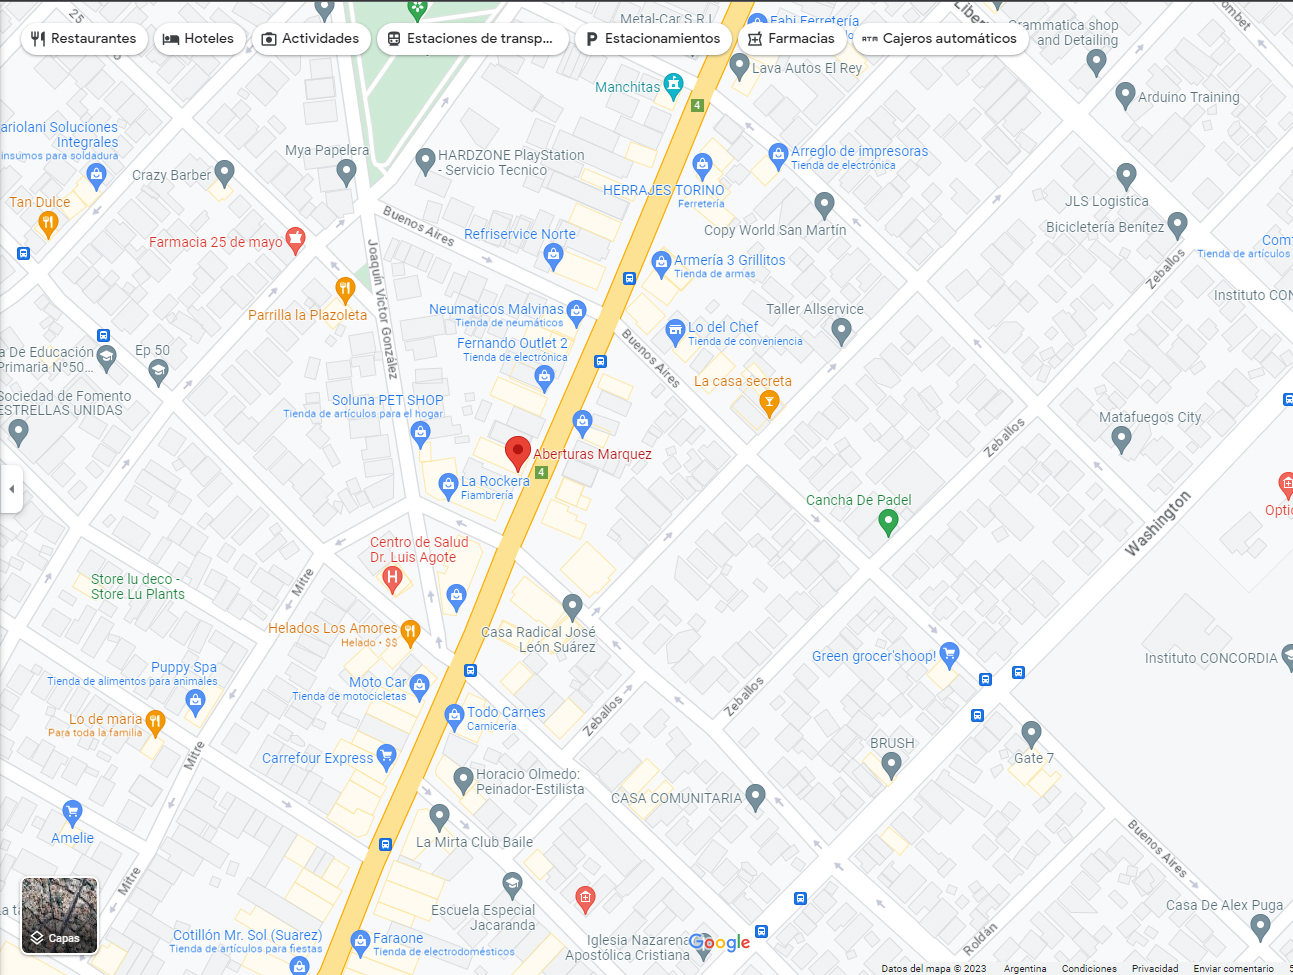 25
Metal-Car S.R.L
Fabi Ferretería
Grammatica shop
and Detailing
Restaurantes
Hoteles
Actividades
Estaciones de transp...
Estacionamientos
Farmacias
ATM
Cajeros automáticos
Lava Autos El Rey
Manchitas
4
Arduino Training
ariolani Soluciones
Integrales
insumos para soldadura
Mya Papelera
HARDZONE PlayStation
- Servicio Tecnico
Arreglo de impresoras
Tienda de electrónica
Crazy Barber
HERRAJES TORINO
Ferretería
Tan Dulce
JLS Logistica
Buenos Aires
Copy World San Martín
Bicicletería Benítez
Refriservice Norte
Farmacia 25 de mayo
Joaquín Víctor González
Armería 3 Grillitos
Tienda de armas
Zeballos
Tienda de artículos
Parrilla la Plazoleta
Neumaticos Malvinas
Tienda de neumáticos
Taller Allservice
Instituto CON
Lo del Chef
Tienda de conveniencia
Fernando Outlet 2
Tienda de electrónica
Buenos Aires
a De Educación
Primaria Nº50...
Ep 50
La casa secreta
Sociedad de Fomento
ESTRELLAS UNIDAS
Soluna PET SHOP
Tienda de artículos para el hogar
Matafuegos City
Zeballos
Aberturas Marquez
4
La Rockera
Fiambrería
Cancha De Padel
Optic
Washington
Centro de Salud
Dr. Luis Agote
Store lu deco -
Store Lu Plants
Mitre
Helados Los Amores
Helado • $$
Casa Radical José
León Suárez
Green grocer'shoop!
Instituto CONCORDIA
Puppy Spa
Tienda de alimentos para animales
Moto Car
Tienda de motocicletas
Zeballos
Zeballos
Lo de maria
Para toda la familia
Todo Carnes
Carnicería
Mitre
Carrefour Express
BRUSH
Gate 7
Horacio Olmedo:
Peinador-Estilista
CASA COMUNITARIA
Amelie
La Mirta Club Baile
Buenos Aires
Mitre
Escuela Especial
Jacaranda
Casa De Alex Puga
Capas
Cotillón Mr. Sol (Suarez)
Tienda de artículos para fiestas
Faraone
Tienda de electrodomésticos
Iglesia Nazarena
Apostólica Cristiana
Google
Roldán
Datos del mapa © 2023
Argentina
Condiciones
Privacidad
Enviar comentario